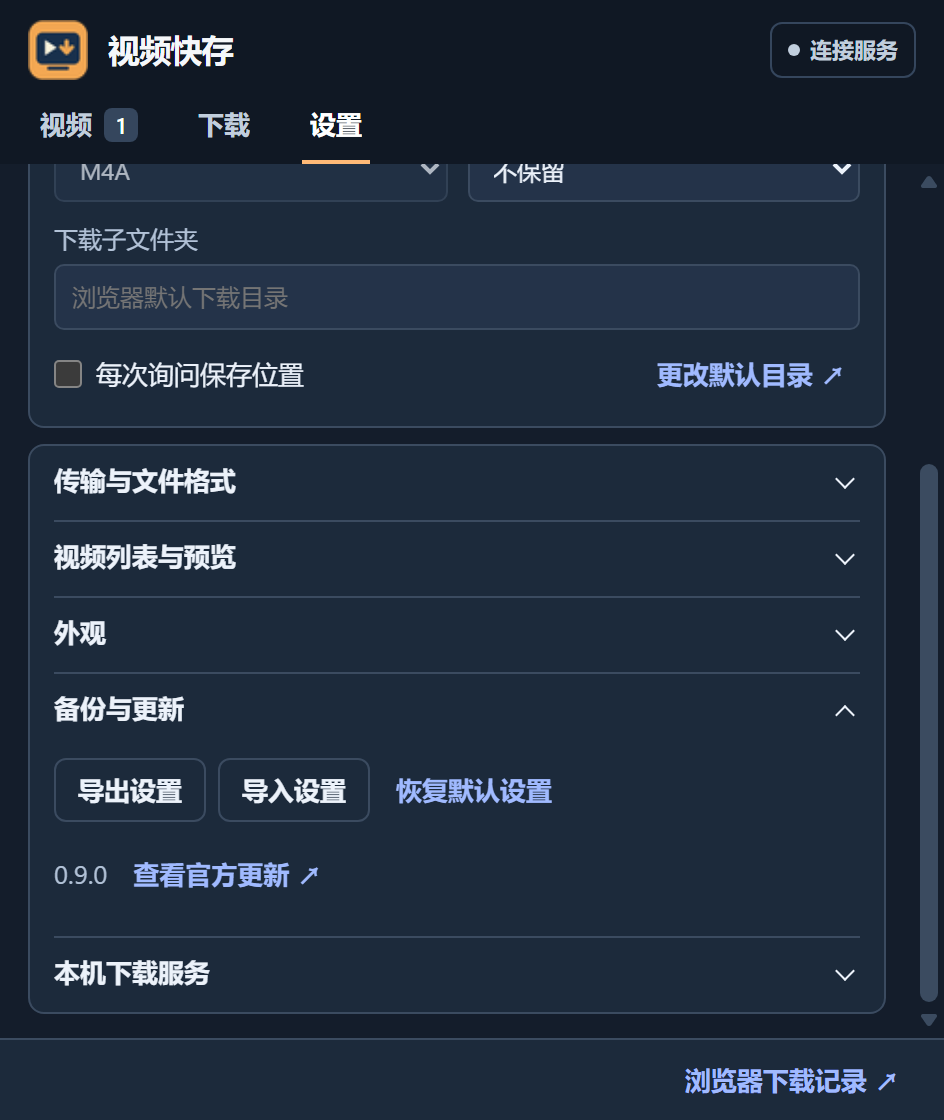 视频快存
连接服务
视频 1 下载 设置
M4A 不保留
下载子文件夹
浏览器默认下载目录
每次询问保存位置 更改默认目录 ↗
传输与文件格式
视频列表与预览
外观
备份与更新
导出设置 导入设置 恢复默认设置
0.9.0 查看官方更新 ↗
本机下载服务
浏览器下载记录 ↗